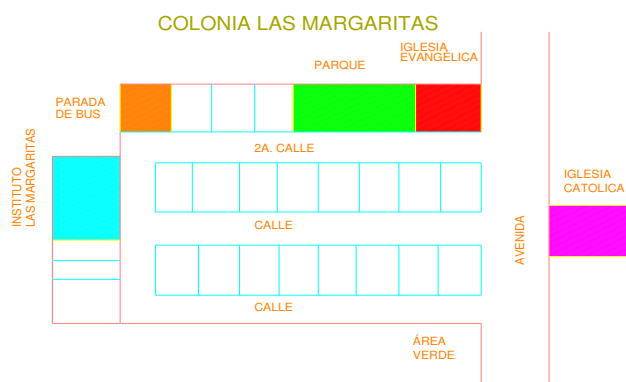 COLONIA LAS MARGARITAS
IGLESIA
EVANGÈLICA
PARQUE
PARADA
DE BUS
2A. CALLE
INSTITUTO
LAS MARGARITAS
IGLESIA
CATOLICA
CALLE
AVENIDA
CALLE
ÁREA
VERDE